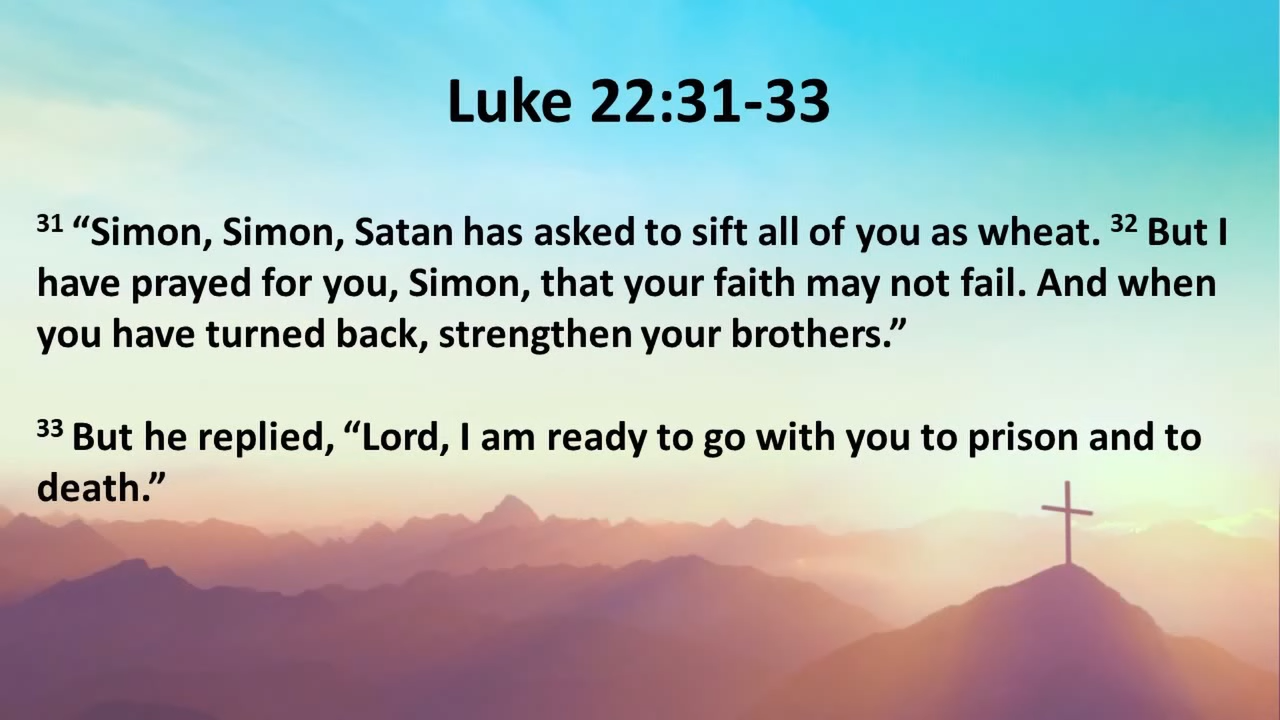 Luke 22:31-33
31 “Simon, Simon, Satan has asked to sift all of you as wheat. 32 But I
have prayed for you, Simon, that your faith may not fail. And when
you have turned back, strengthen your brothers.”
33 But he replied, “Lord, I am ready to go with you to prison and to
death.”